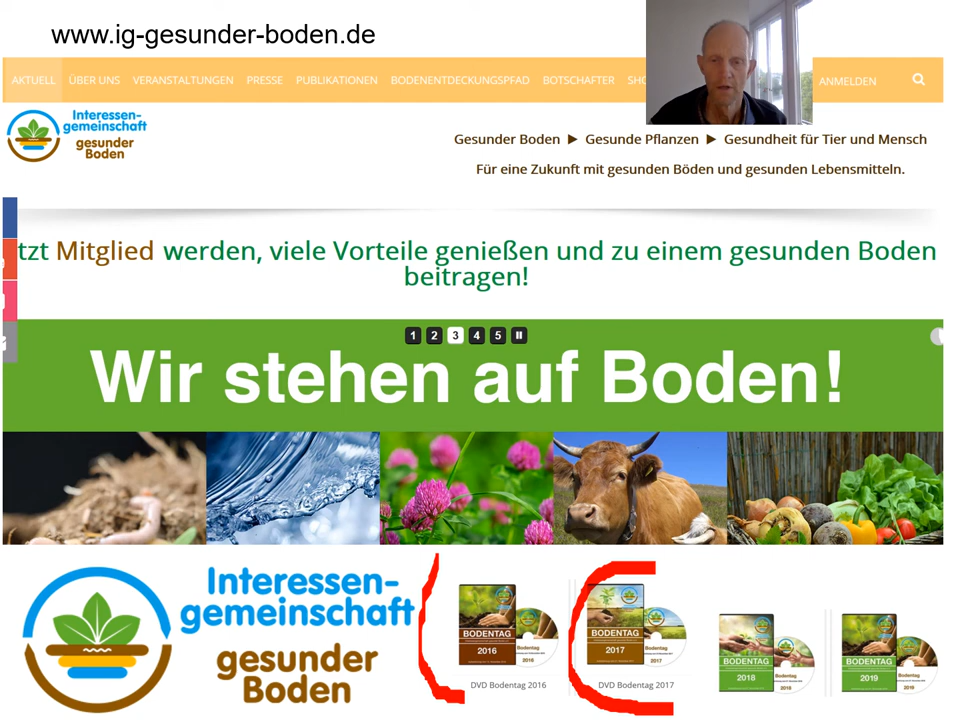 www.ig-gesunder-boden.de
AKTUELL ÜBER UNS VERANSTALTUNGEN PRESSE PUBLIKATIONEN BODENENTDECKUNGSPFAD BOTSCHAFTER SHO ANMELDEN
Interessen-
gemeinschaft
gesunder
Boden
Gesunder Boden ► Gesunde Pflanzen ► Gesundheit für Tier und Mensch
Für eine Zukunft mit gesunden Böden und gesunden Lebensmitteln.
tzt Mitglied werden, viele Vorteile genießen und zu einem gesunden Boden
beitragen!
1 2 3 4 5
Wir stehen auf Boden!
Interessen-
gemeinschaft
gesunder
Boden
BODENTAG
2016
Bodentag
2016
DVD Bodentag 2016
BODENTAG
2017
Bodentag
2017
DVD Bodentag 2017
BODENTAG
2018
Bodentag
2018
BODENTAG
2019
Bodentag
2019